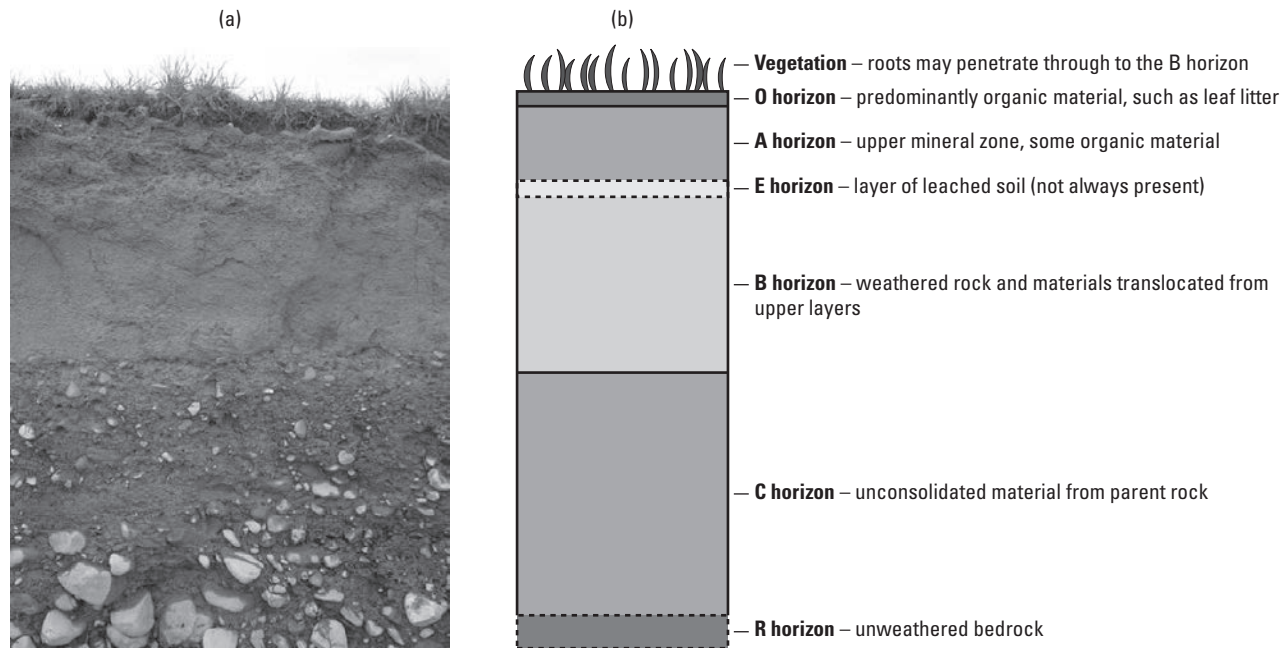 (a)
(b)
Vegetation – roots may penetrate through to the B horizon
O horizon – predominantly organic material, such as leaf litter
A horizon – upper mineral zone, some organic material
E horizon – layer of leached soil (not always present)
B horizon – weathered rock and materials translocated from
upper layers
C horizon – unconsolidated material from parent rock
R horizon – unweathered bedrock